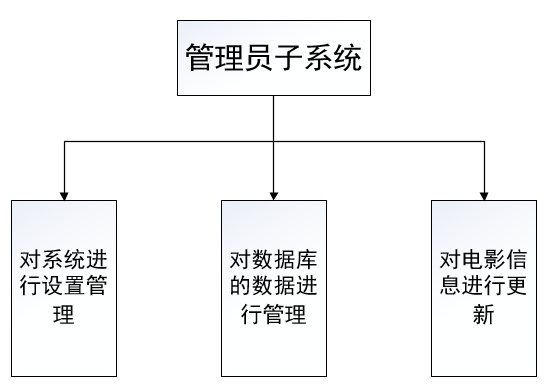 管理员子系统
对系统进
行设置管
理
对数据库
的数据进
行管理
对电影信
息进行更
新